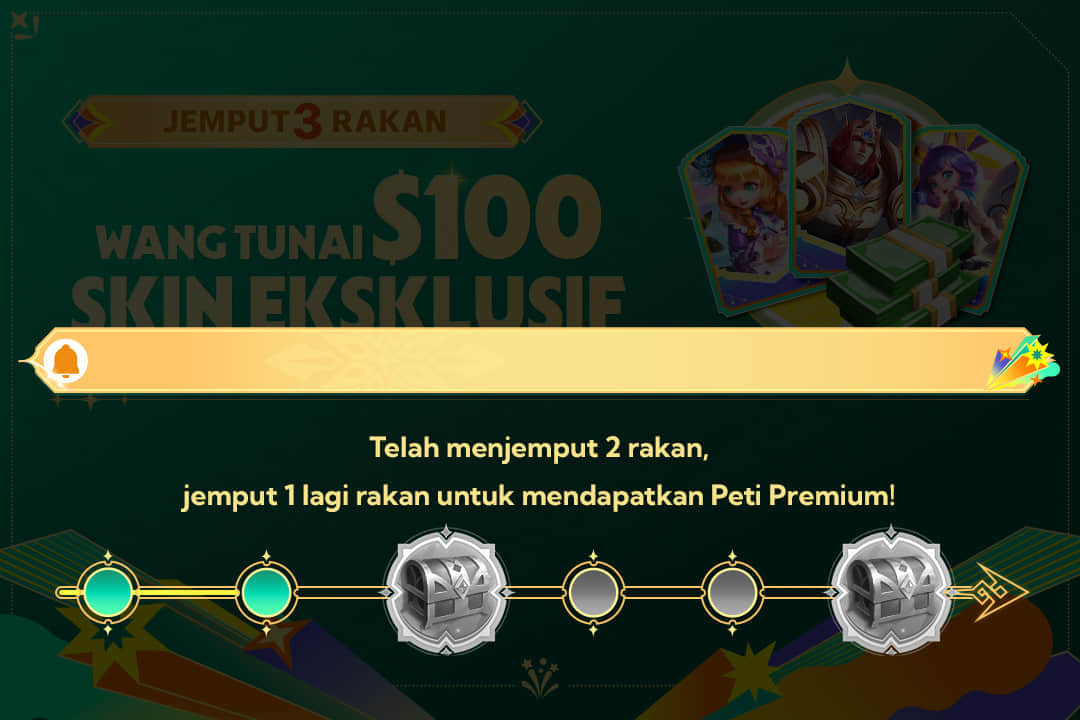 JEMPUT 3 RAKAN
WANG TUNAI $100
SKIN EKSKLUSIF
Telah menjemput 2 rakan,
jemput 1 lagi rakan untuk mendapatkan Peti Premium!